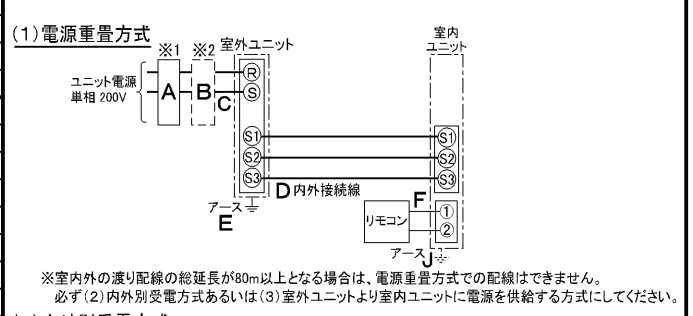 (1)電源重畳方式
※1 ※2 室外ユニット 室内ユニット
ユニット電源
単相 200V
A B C
R
S
S1 S1
S2 S2
S3 S3
D 内外接続線
アース
E
リモコン
F
1
2
アース J
※室内外の渡り配線の総延長が80m以上となる場合は、電源重畳方式での配線はできません。
必ず(2)内外別受電方式あるいは(3)室外ユニットより室内ユニットに電源を供給する方式にしてください。